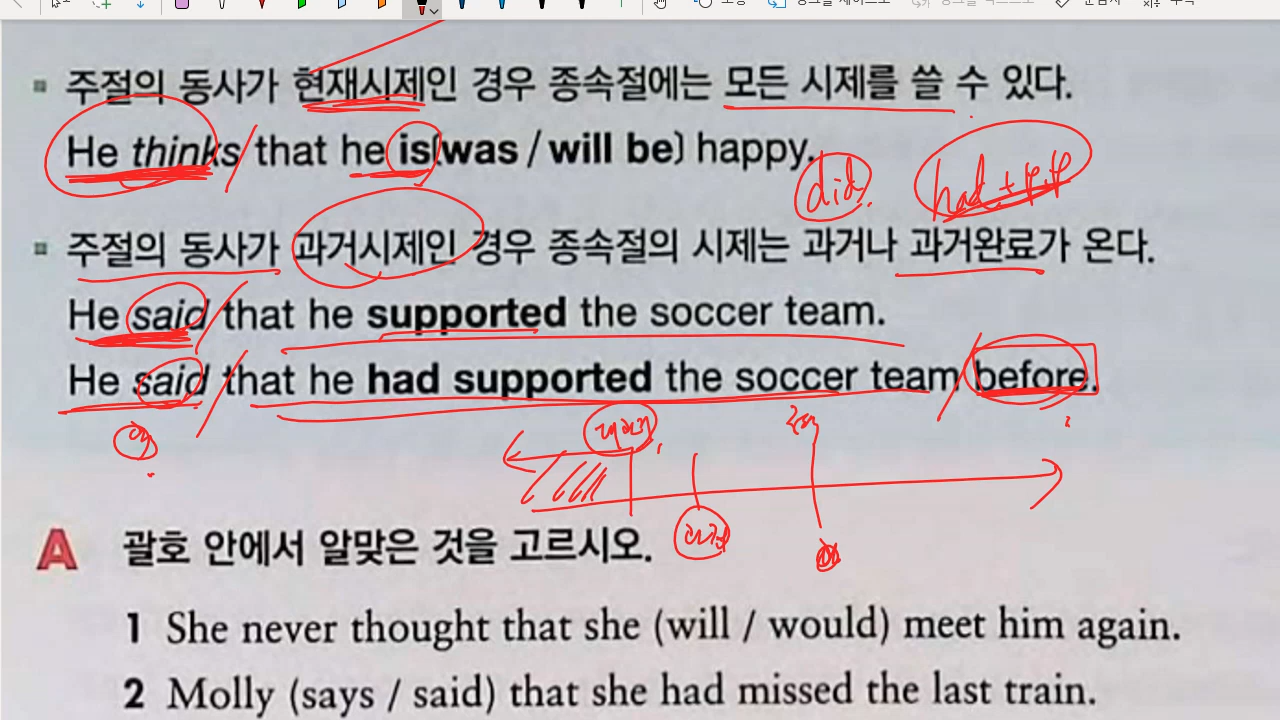 주절의 동사가 현재시제인 경우 종속절에는 모든 시제를 쓸 수 있다.
He thinks that he is(was / will be) happy.
did
had + p.p
주절의 동사가 과거시제인 경우 종속절의 시제는 과거나 과거완료가 온다.
He said that he supported the soccer team.
He said that he had supported the soccer team before.
A 괄호 안에서 알맞은 것을 고르시오.
1 She never thought that she (will / would) meet him again.
2 Molly (says / said) that she had missed the last train.